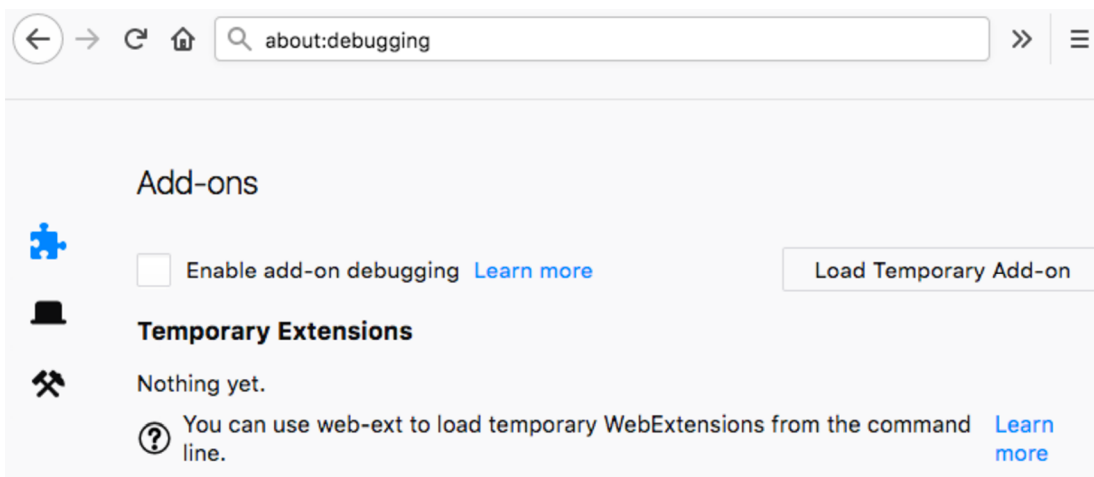 about:debugging
Add-ons
Enable add-on debugging Learn more
Load Temporary Add-on
Temporary Extensions
Nothing yet.
You can use web-ext to load temporary WebExtensions from the command line.
Learn more